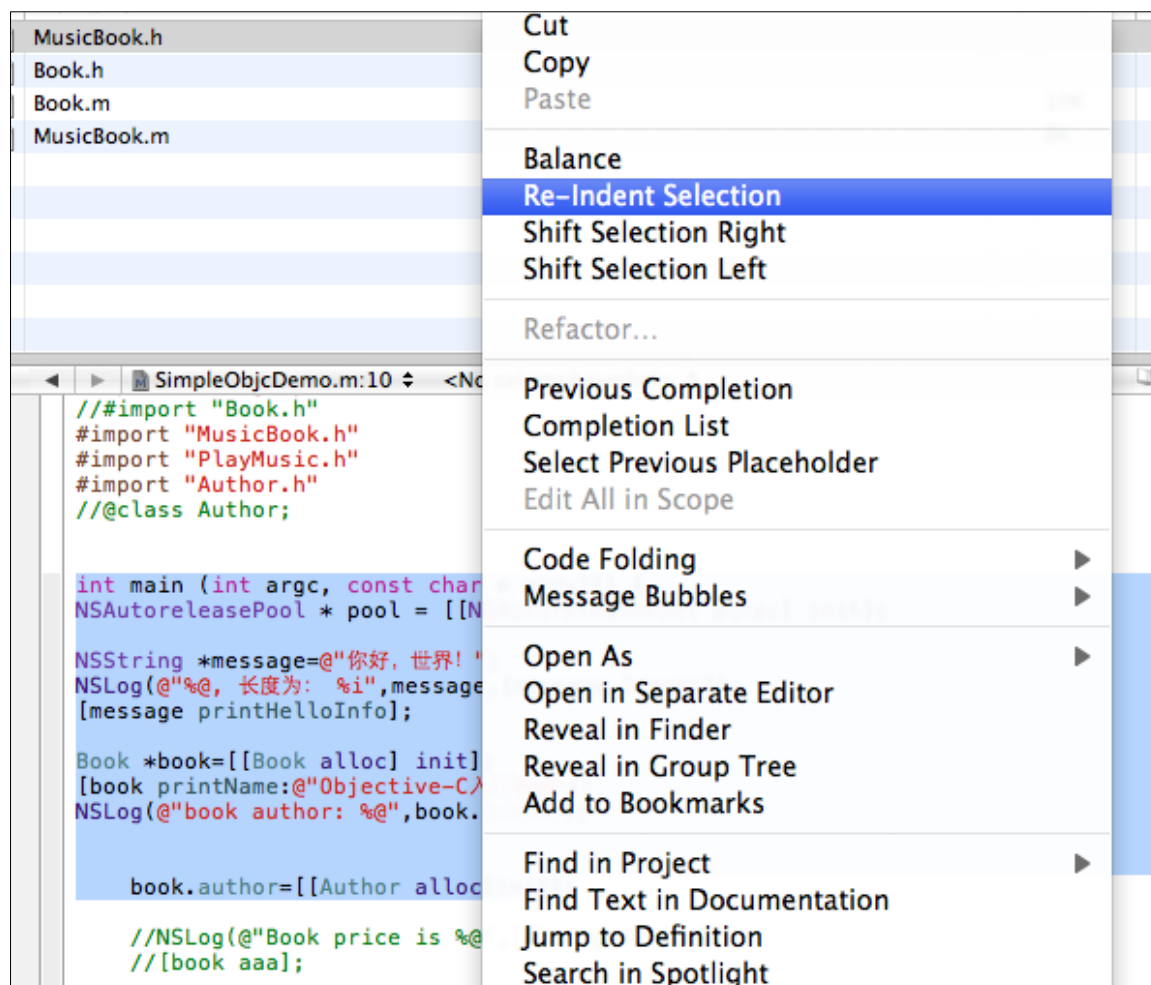 MusicBook.h
Book.h
Book.m
MusicBook.m
Cut
Copy
Paste
Balance
Re-Indent Selection
Shift Selection Right
Shift Selection Left
Refactor...
Previous Completion
Completion List
Select Previous Placeholder
Edit All in Scope
Code Folding
Message Bubbles
Open As
Open in Separate Editor
Reveal in Finder
Reveal in Group Tree
Add to Bookmarks
Find in Project
Find Text in Documentation
Jump to Definition
Search in Spotlight
SimpleObjcDemo.m:10 <No
//#import "Book.h"
#import "MusicBook.h"
#import "PlayMusic.h"
#import "Author.h"
//@class Author;
int main (int argc, const char
NSAutoreleasePool * pool = [[N init];
NSString *message=@"你好，世界！"
NSLog(@"%@, 长度为： %i",message
[message printHelloInfo];
Book *book=[[Book alloc] init]
[book printName:@"Objective-C
NSLog(@"book author: %@",book.
book.author=[[Author alloc
//NSLog(@"Book price is %@
//[book aaa];